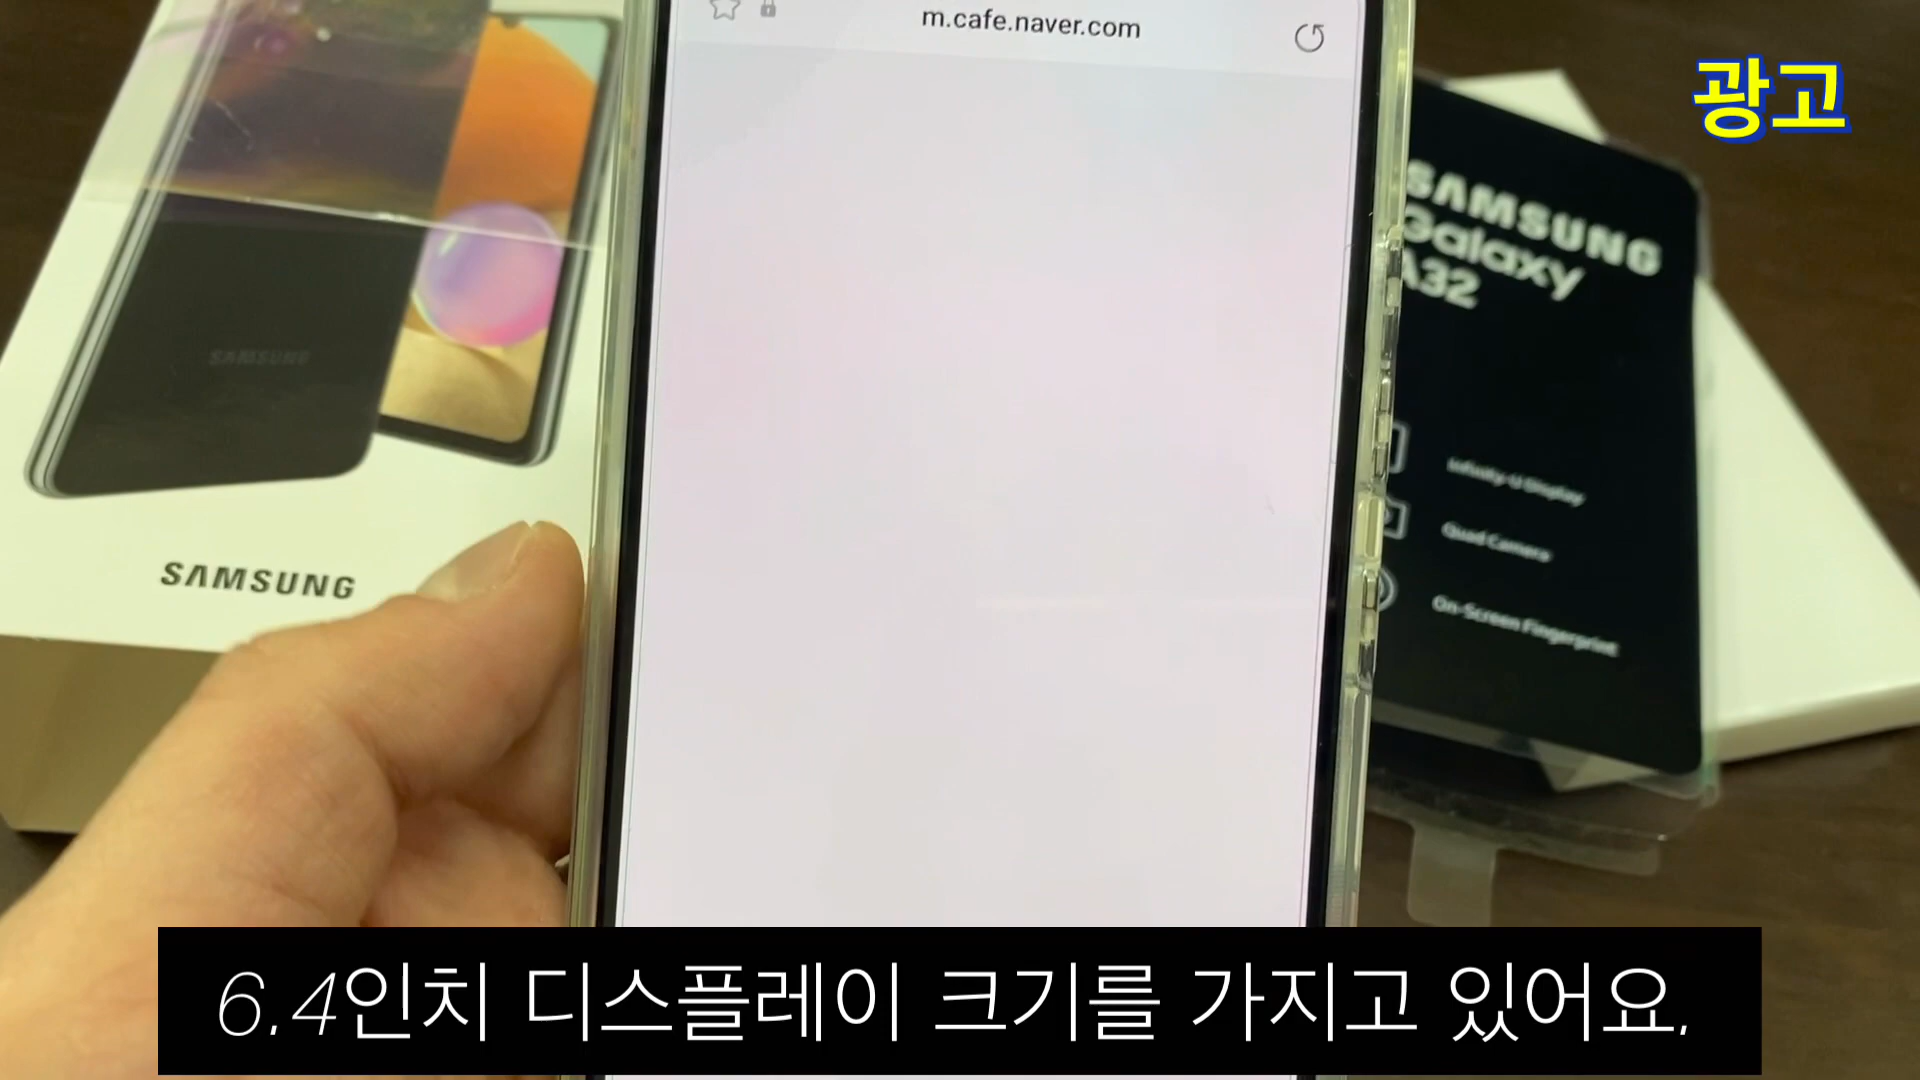 m.cafe.naver.com
광고
SAMSUNG
Galaxy
A32
SAMSUNG
Infinity-U Display
Quad Camera
On-Screen Fingerprint
SAMSUNG
6.4인치 디스플레이 크기를 가지고 있어요.